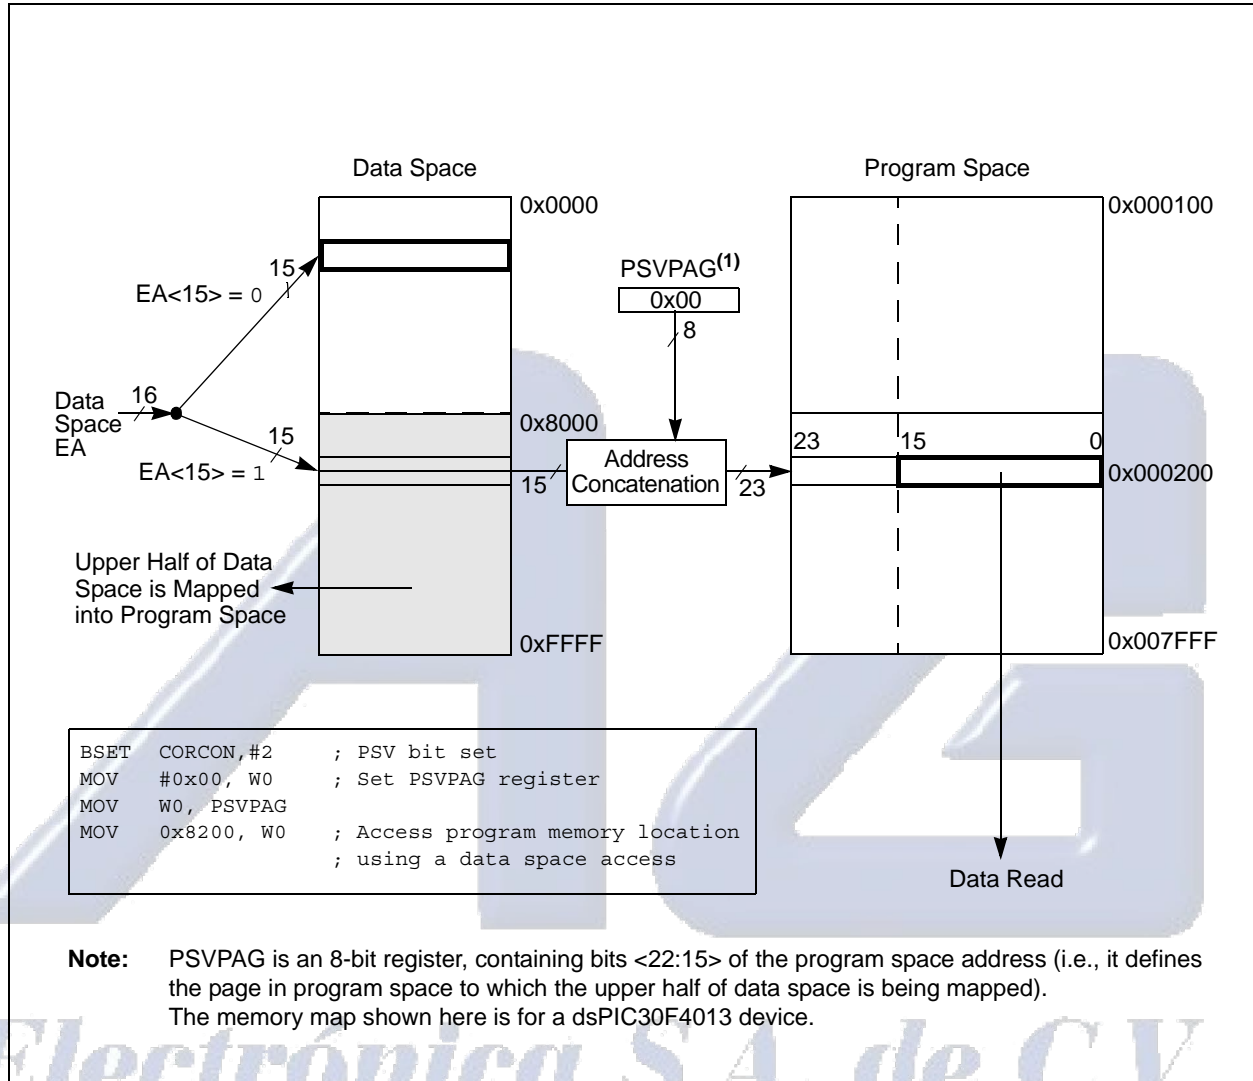 Data Space
Program Space
0x0000
0x000100
15
EA<15> = 0
PSVPAG(1)
0x00
8
16
Data
Space
EA
0x8000
15
EA<15> = 1
15
Address
Concatenation
23
23
15
0
0x000200
Upper Half of Data
Space is Mapped
into Program Space
0xFFFF
0x007FFF
BSET CORCON,#2 ; PSV bit set
MOV #0x00, W0 ; Set PSVPAG register
MOV W0, PSVPAG
MOV 0x8200, W0 ; Access program memory location
; using a data space access
Data Read
Note: PSVPAG is an 8-bit register, containing bits <22:15> of the program space address (i.e., it defines
the page in program space to which the upper half of data space is being mapped).
The memory map shown here is for a dsPIC30F4013 device.
AG
Electrónica S.A. de C.V.